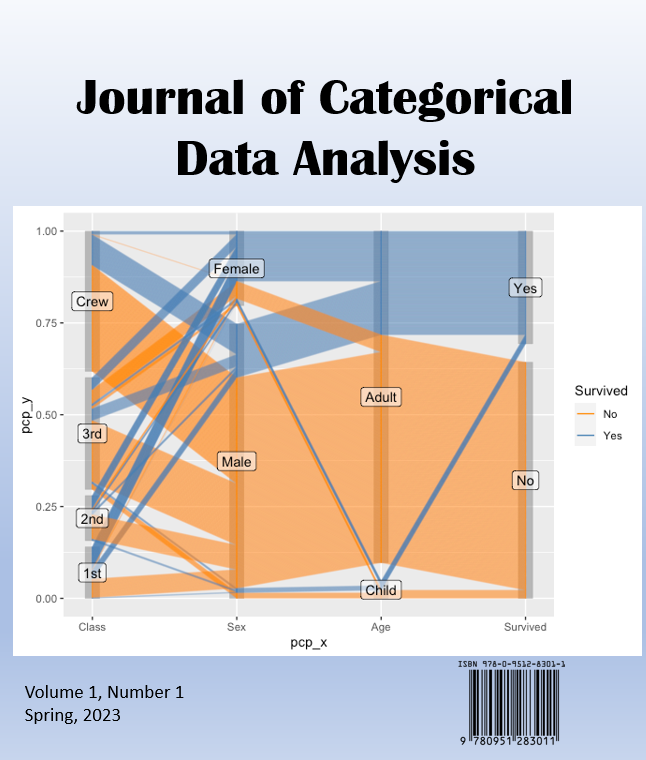 Journal of Categorical
Data Analysis
1.00
0.75
0.50
0.25
0.00
pcp_y
Crew
3rd
2nd
1st
Female
Male
Adult
Child
Yes
No
Class
Sex
Age
Survived
pcp_x
Survived
No
Yes
Volume 1, Number 1
Spring, 2023
ISBN 978-0-9512-8301-1
9 780951 283011